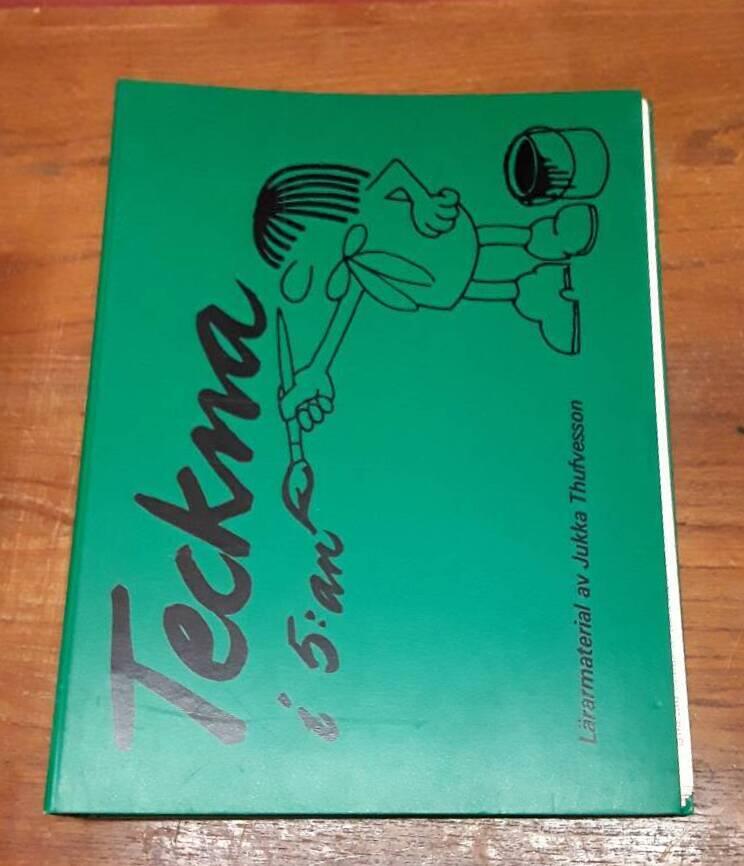 Teckna
i 5:an
Lärarmaterial av Jukka Thufvesson